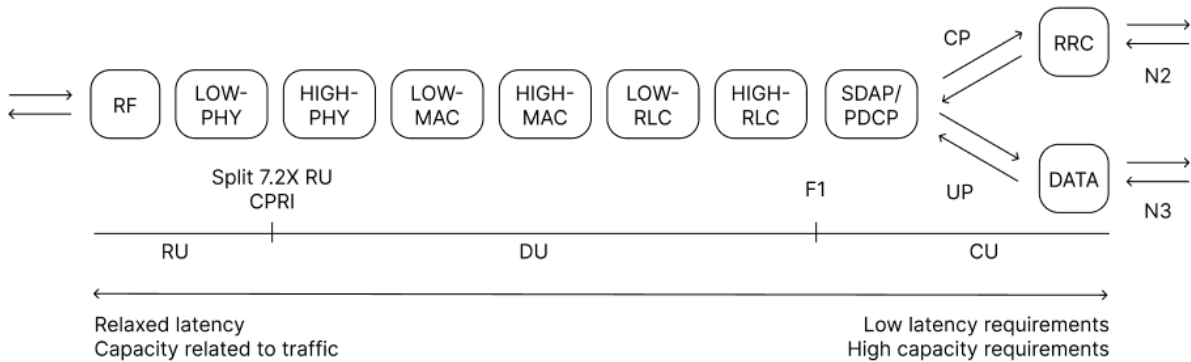 CP
RRC
N2
RF
LOW-
PHY
HIGH-
PHY
LOW-
MAC
HIGH-
MAC
LOW-
RLC
HIGH-
RLC
SDAP/
PDCP
Split 7.2X RU
CPRI
F1
UP
DATA
N3
RU
DU
CU
Relaxed latency
Capacity related to traffic
Low latency requirements
High capacity requirements